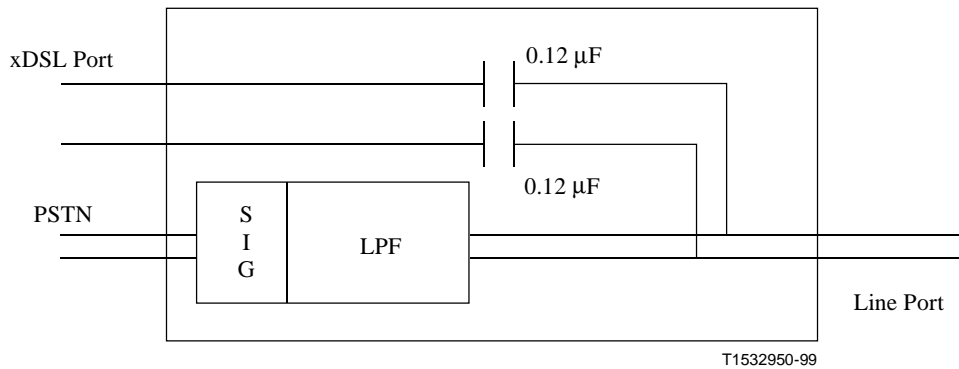 xDSL Port
0.12 µF
0.12 µF
PSTN
S
I
G
LPF
Line Port
T1532950-99